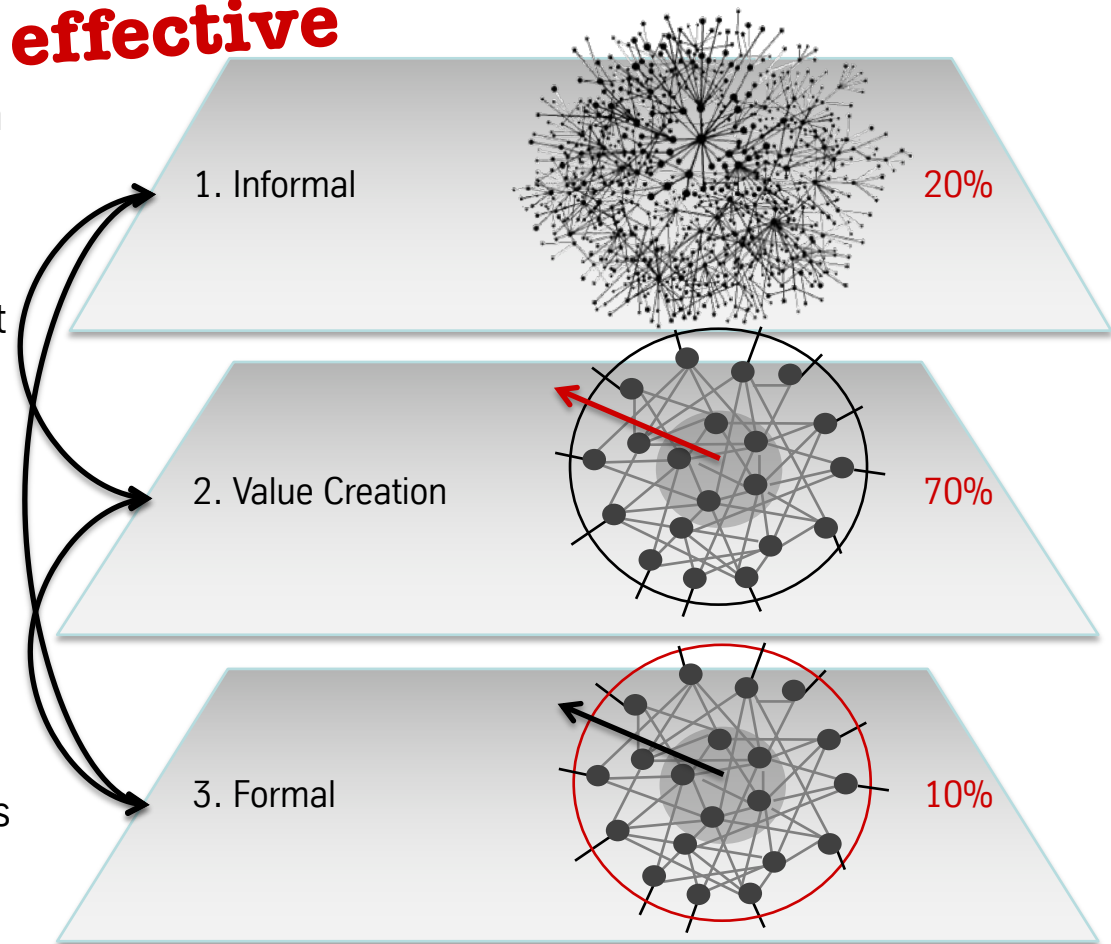 effective
1. Informal
20%
t
2. Value Creation
70%
3. Formal
10%
s